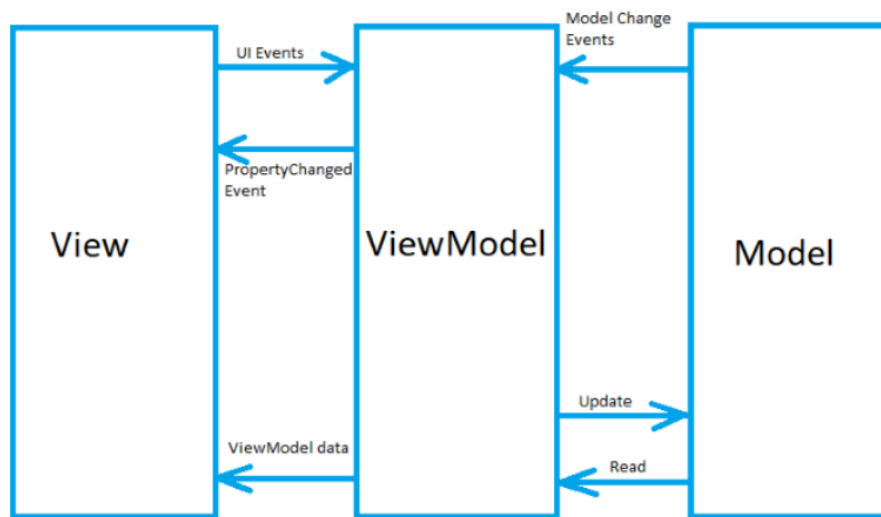 UI Events
Model Change
Events
PropertyChanged
Event
View
ViewModel
Model
Update
ViewModel data
Read